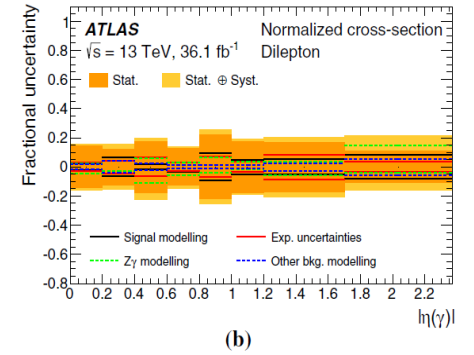 Fractional uncertainty
1
0.8
0.6
0.4
0.2
0
-0.2
-0.4
-0.6
-0.8
ATLAS Normalized cross-section
√s = 13 TeV, 36.1 fb⁻¹ Dilepton
Stat. Stat. ⊕ Syst.
Signal modelling Exp. uncertainties
Zγ modelling Other bkg. modelling
0 0.2 0.4 0.6 0.8 1 1.2 1.4 1.6 1.8 2 2.2
|η(γ)|
(b)